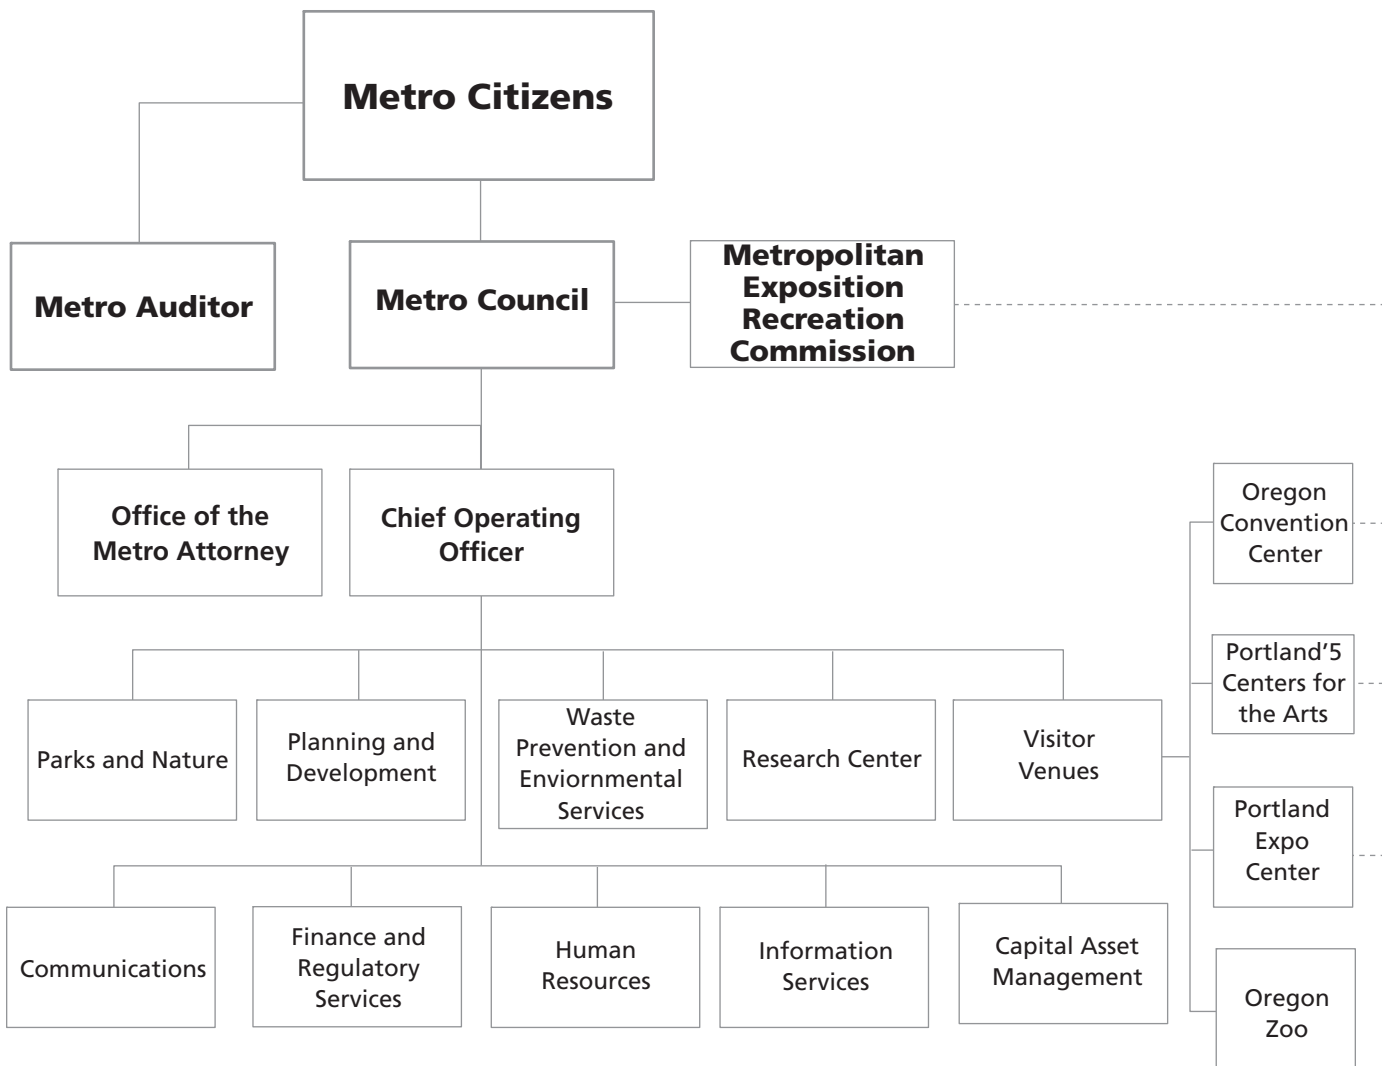 Metro Citizens
Metro Auditor
Metro Council
Metropolitan
Exposition
Recreation
Commission
Office of the
Metro Attorney
Chief Operating
Officer
Oregon
Convention
Center
Portland'5
Centers for
the Arts
Parks and Nature
Planning and
Development
Waste
Prevention and
Enviornmental
Services
Research Center
Visitor
Venues
Portland
Expo
Center
Communications
Finance and
Regulatory
Services
Human
Resources
Information
Services
Capital Asset
Management
Oregon
Zoo